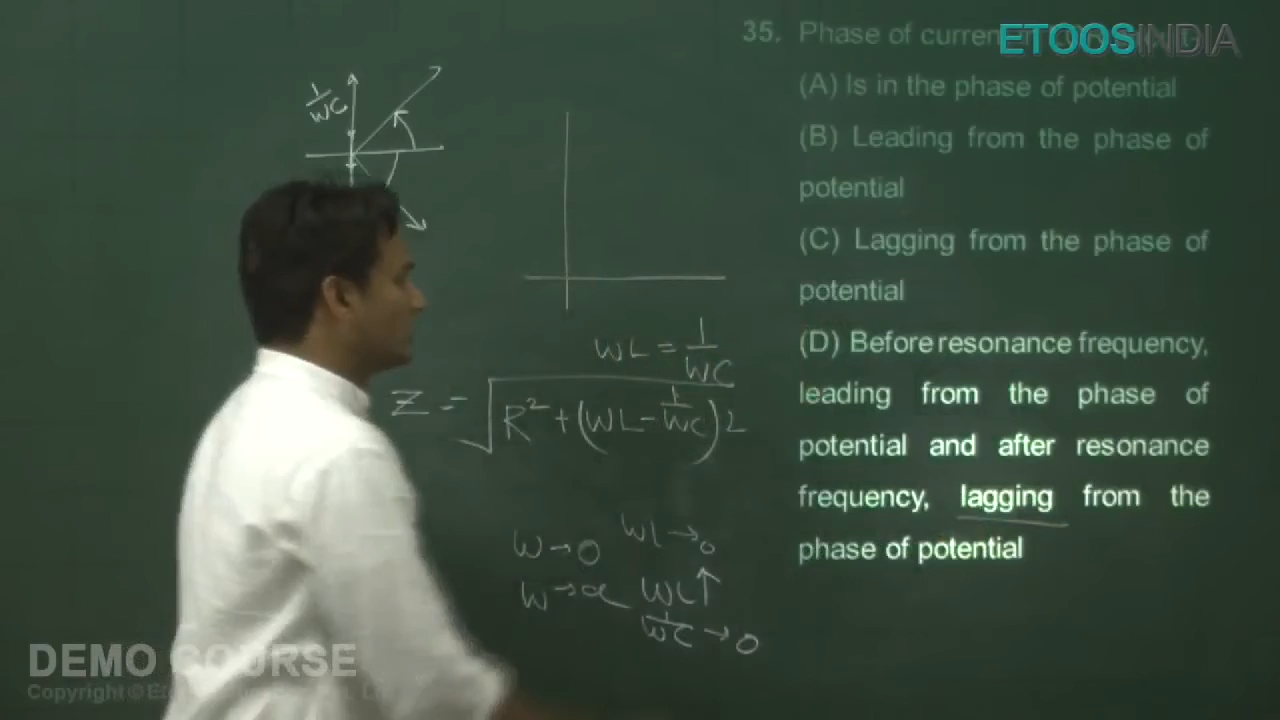 35. Phase of curren
ETOOSINDIA
(A) Is in the phase of potential
(B) Leading from the phase of
potential
(C) Lagging from the phase of
potential
(D) Before resonance frequency,
leading from the phase of
potential and after resonance
frequency, lagging from the
phase of potential
1/WC
WL = 1/WC
Z = √R² + (WL - 1/WC)2
W → 0 WL → 0
W → ∝ WL ↑
1/WC → 0
DEMO COURSE
Copyright © Et